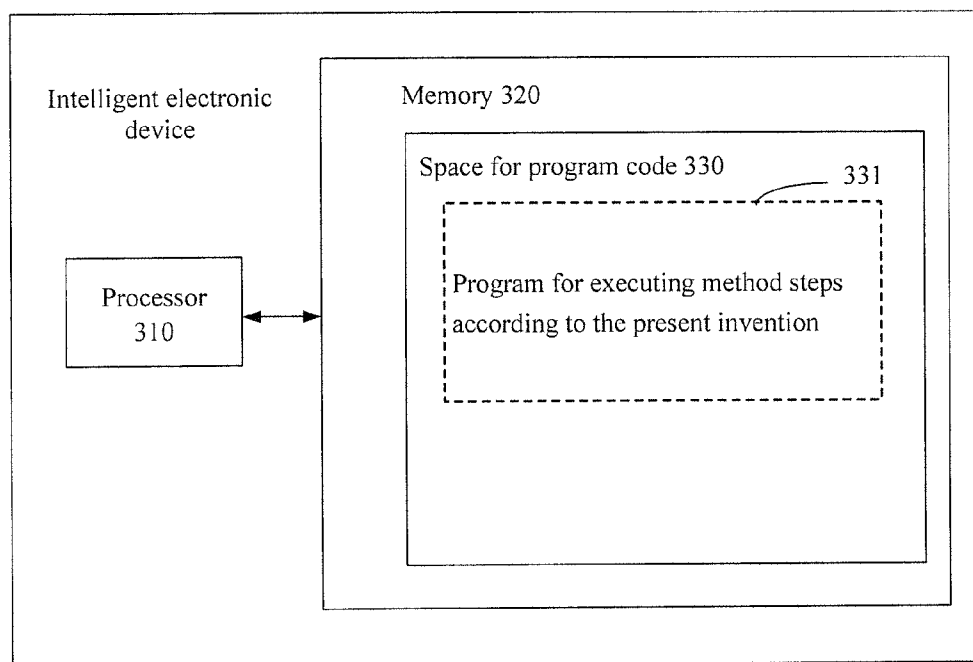 Intelligent electronic
device
Memory 320
Space for program code 330
331
Processor
310
Program for executing method steps
according to the present invention